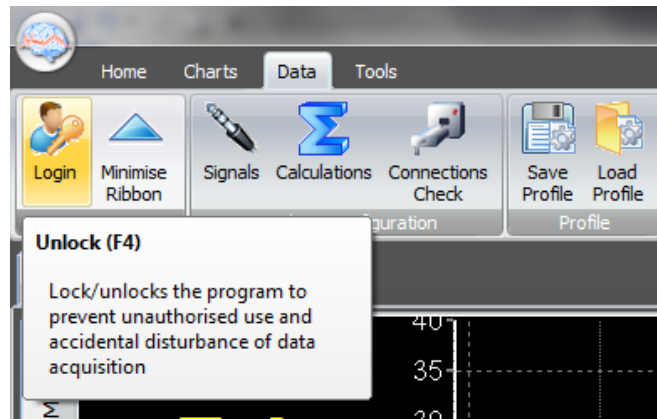 Home Charts Data Tools
Login Minimise Ribbon Signals Calculations Connections Check Save Profile Load Profile
guration Profile
Unlock (F4)
Lock/unlocks the program to
prevent unauthorised use and
accidental disturbance of data
acquisition
40
35
30
M